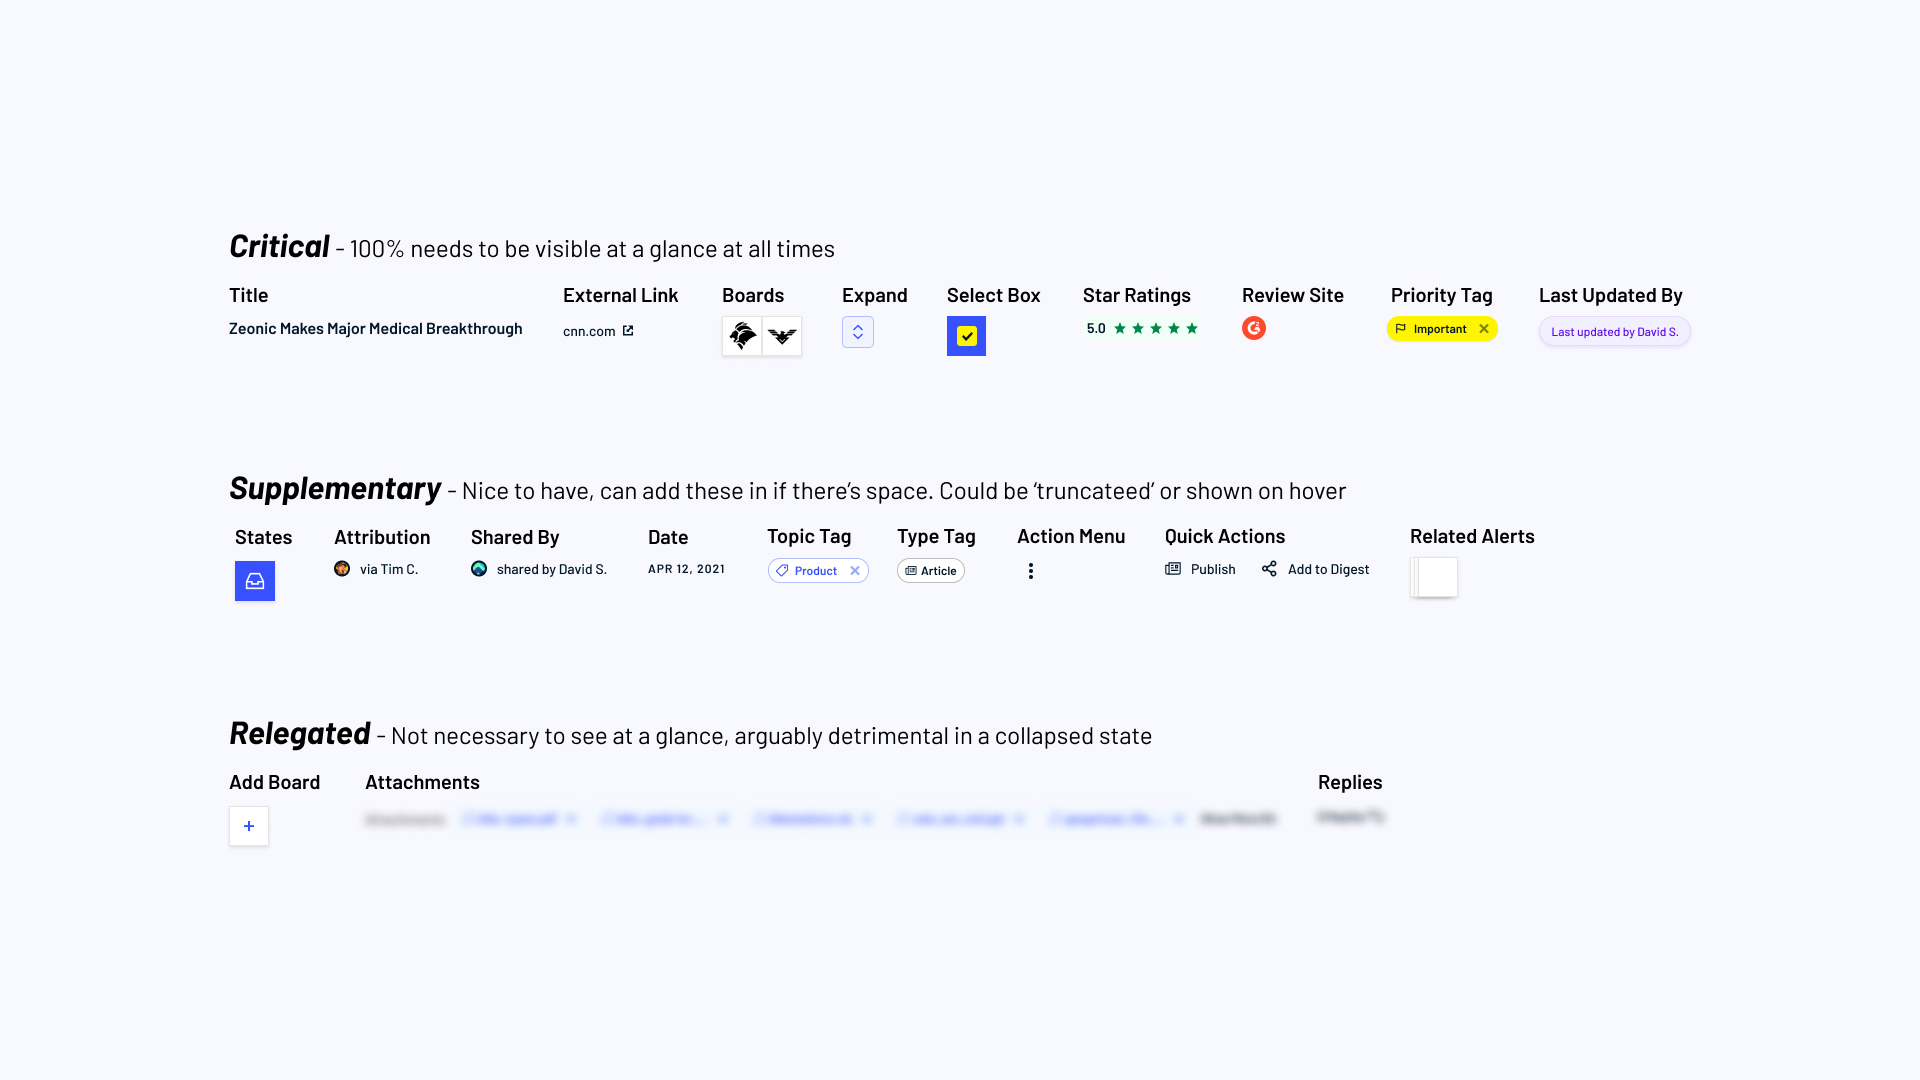 Critical - 100% needs to be visible at a glance at all times
Title External Link Boards Expand Select Box Star Ratings Review Site Priority Tag Last Updated By
Zeonic Makes Major Medical Breakthrough cnn.com 5.0 Important Last updated by David S.
Supplementary - Nice to have, can add these in if there's space. Could be ‘truncateed’ or shown on hover
States Attribution Shared By Date Topic Tag Type Tag Action Menu Quick Actions Related Alerts
via Tim C. shared by David S. APR 12, 2021 Product Article Publish Add to Digest
Relegated - Not necessary to see at a glance, arguably detrimental in a collapsed state
Add Board Attachments Replies
+